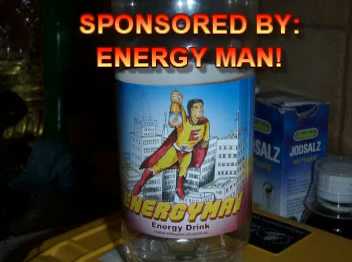 SPONSORED BY:
ENERGY MAN!
JODSALZ
ENERGYMAN
Energy Drink